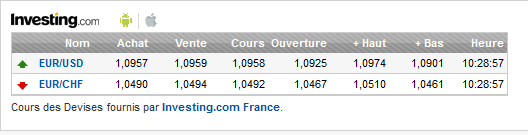 Investing.com
Nom Achat Vente Cours Ouverture + Haut + Bas Heure
EUR/USD 1,0957 1,0959 1,0958 1,0925 1,0974 1,0901 10:28:57
EUR/CHF 1,0490 1,0494 1,0492 1,0467 1,0510 1,0461 10:28:57
Cours des Devises fournis par Investing.com France.